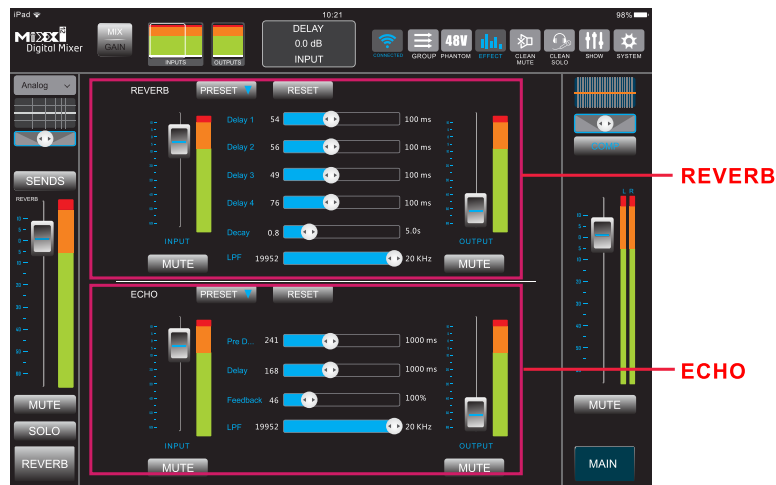 iPad 10:21 98%
MiXXi
Digital Mixer
MIX
GAIN
INPUTS
OUTPUTS
DELAY
0.0 dB
INPUT
CONNECTED
GROUP
48V
PHANTOM
EFFECT
CLEAN
MUTE
CLEAN
SOLO
SHOW
SYSTEM
Analog
SENDS
REVERB
MUTE
SOLO
REVERB
REVERB PRESET RESET
Delay 1 54 100 ms
Delay 2 56 100 ms
Delay 3 49 100 ms
Delay 4 76 100 ms
Decay 0.8 5.0s
LPF 19952 20 KHz
INPUT
MUTE
OUTPUT
MUTE
ECHO PRESET RESET
Pre D... 241 1000 ms
Delay 168 1000 ms
Feedback 46 100%
LPF 19952 20 KHz
INPUT
MUTE
OUTPUT
MUTE
COMP
L R
MUTE
MAIN
REVERB
ECHO